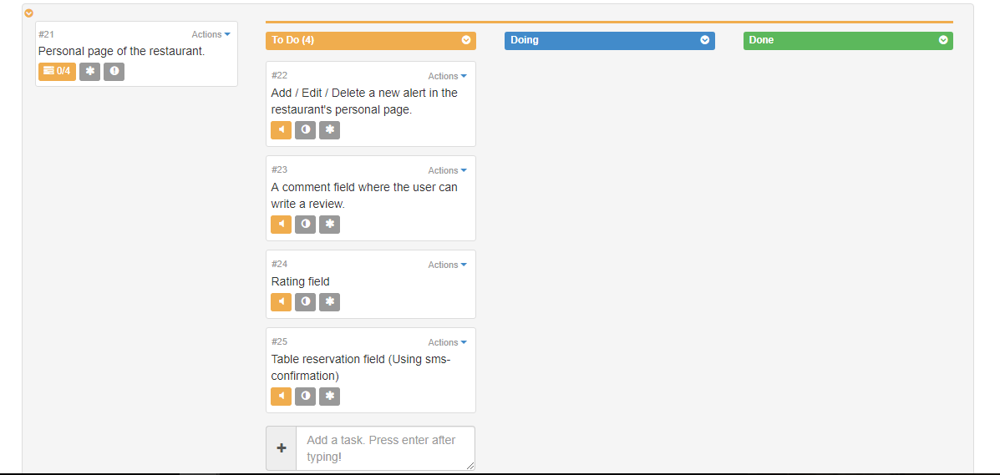 #21
Actions
Personal page of the restaurant.
0/4
To Do (4)
Doing
Done
#22
Actions
Add / Edit / Delete a new alert in the
restaurant's personal page.
#23
Actions
A comment field where the user can
write a review.
#24
Actions
Rating field
#25
Actions
Table reservation field (Using sms-
confirmation)
Add a task. Press enter after
typing!